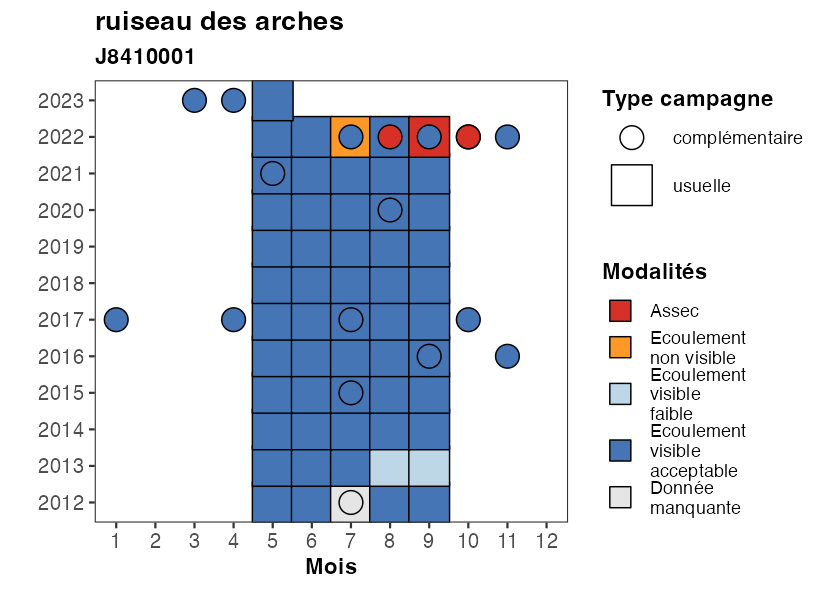 ruiseau des arches
J8410001
2023
2022
2021
2020
2019
2018
2017
2016
2015
2014
2013
2012
1 2 3 4 5 6 7 8 9 10 11 12
Mois
Type campagne
complémentaire
usuelle
Modalités
Assec
Ecoulement
non visible
Ecoulement
visible
faible
Ecoulement
visible
acceptable
Donnée
manquante